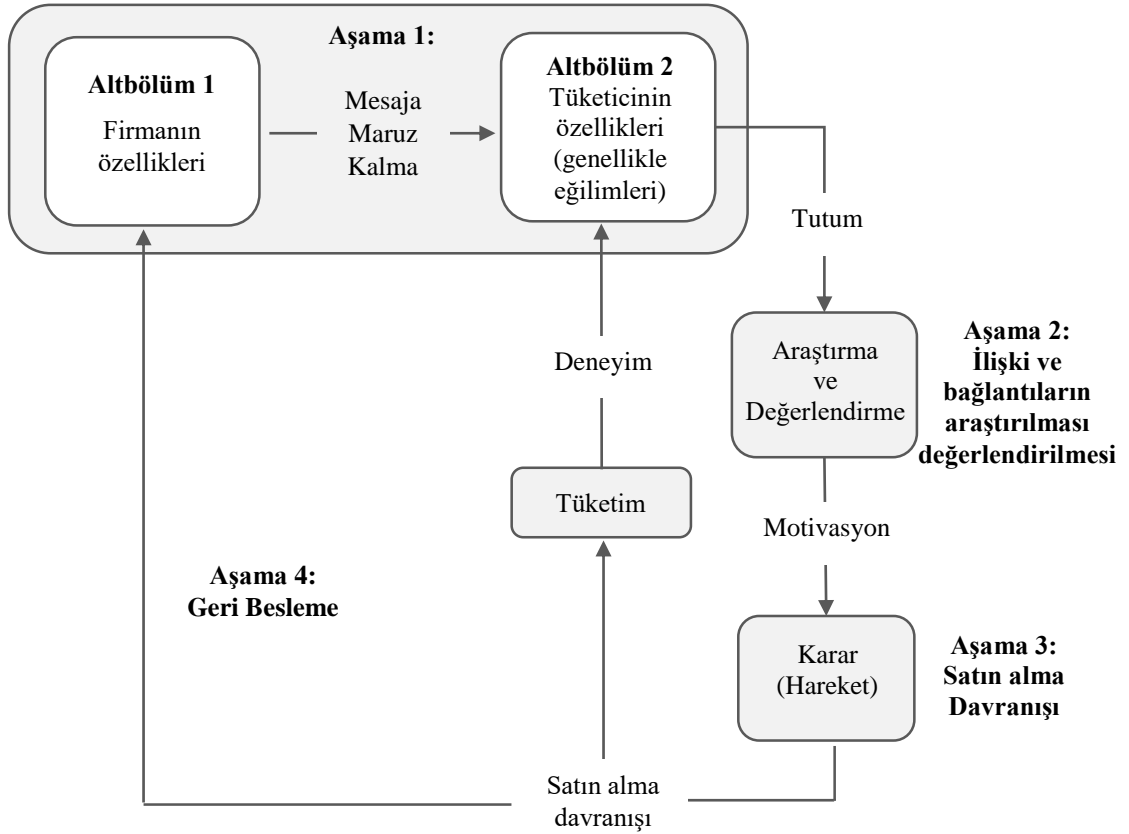 Aşama 1:
Altbölüm 1
Firmanın
özellikleri
Mesaja
Maruz
Kalma
Altbölüm 2
Tüketicinin
özellikleri
(genellikle
eğilimleri)
Tutum
Araştırma
ve
Değerlendirme
Aşama 2:
İlişki ve
bağlantıların
araştırılması
değerlendirilmesi
Deneyim
Tüketim
Motivasyon
Aşama 4:
Geri Besleme
Karar
(Hareket)
Aşama 3:
Satın alma
Davranışı
Satın alma
davranışı